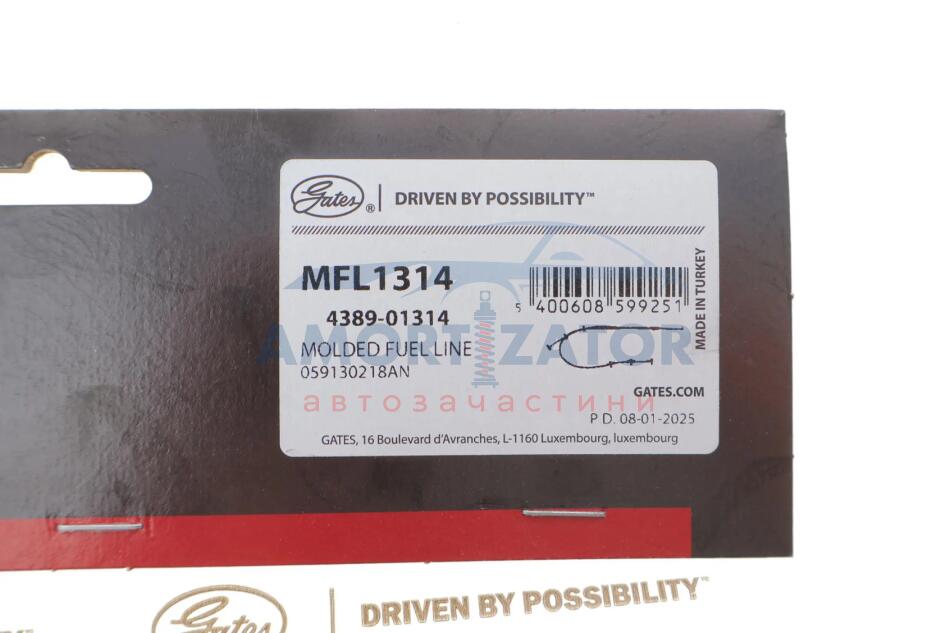 Gates ® DRIVEN BY POSSIBILITY™
MFL1314
4389-01314
MOLDED FUEL LINE
059130218AN
5 400608 599251
MADE IN TURKEY
GATES.COM
P.D. 08-01-2025
GATES, 16 Boulevard d'Avranches, L-1160 Luxembourg, luxembourg
AMORTIZATOR
автозапчастини
Gates DRIVEN BY POSSIBILITY™